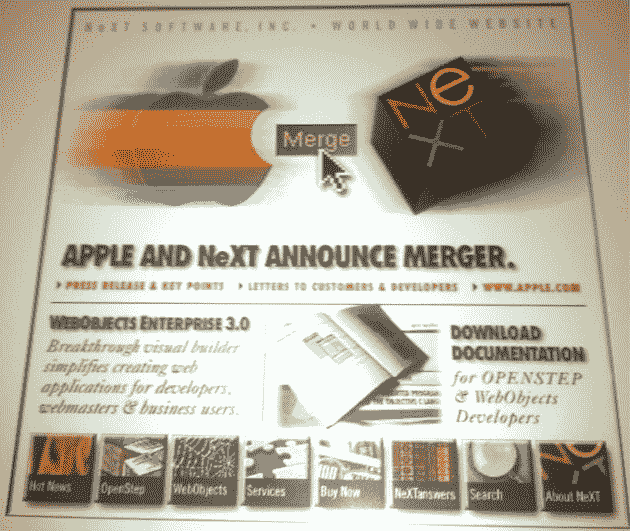 NeXT SOFTWARE, INC. • WORLD WIDE WEBSITE
NeXT
Merge
APPLE AND NeXT ANNOUNCE MERGER.
PRESS RELEASE & KEY POINTS LETTERS TO CUSTOMERS & DEVELOPERS WWW.APPLE.COM
WEBOBJECTS ENTERPRISE 3.0
Breakthrough visual builder
simplifies creating web
applications for developers,
webmasters & business users.
DOWNLOAD
DOCUMENTATION
for OPENSTEP
& WebObjects
Developers
Hot News OpenStep WebObjects Services Buy Now NeXTanswers Search About NeXT